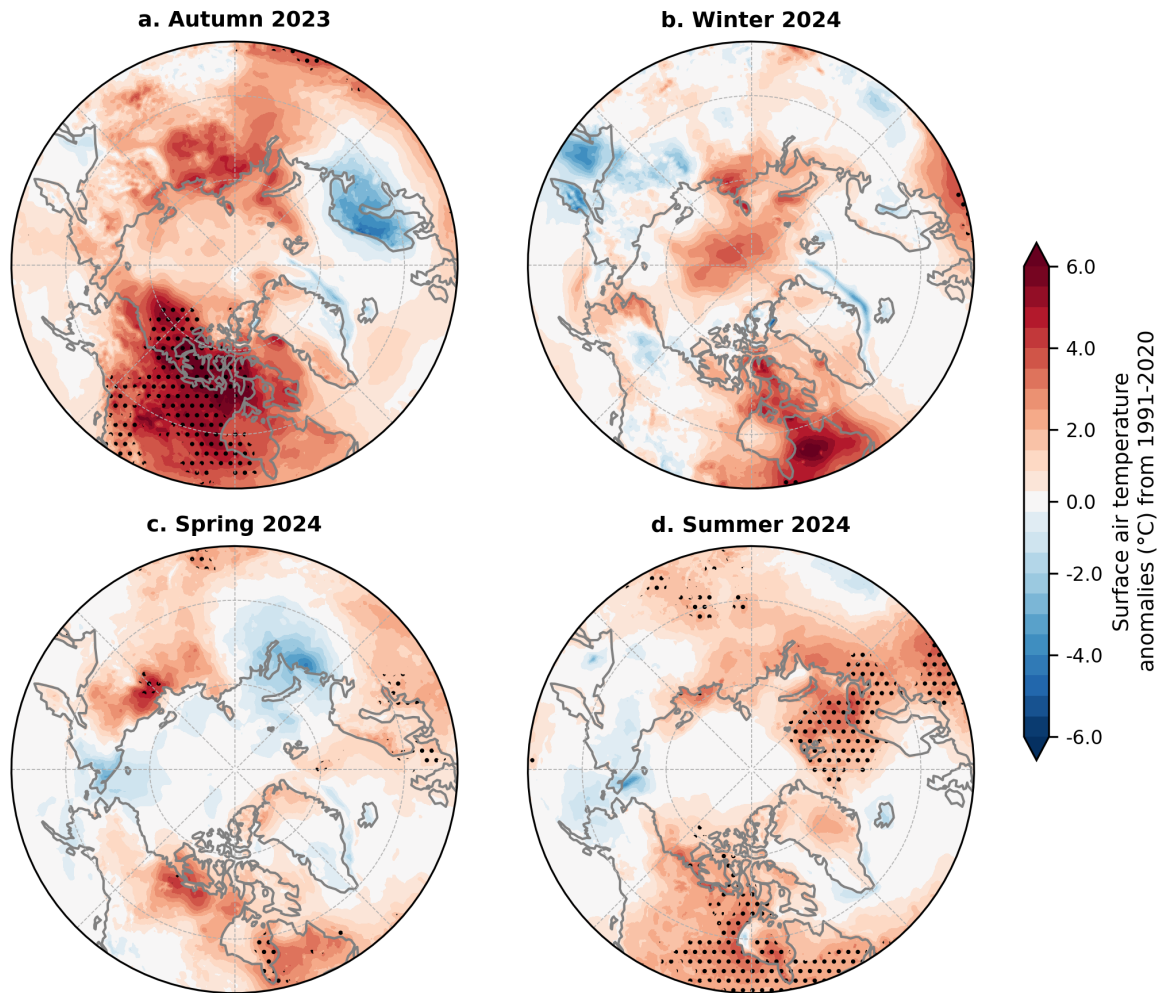 a. Autumn 2023
b. Winter 2024
c. Spring 2024
d. Summer 2024
6.0
4.0
2.0
0.0
-2.0
-4.0
-6.0
Surface air temperature
anomalies (°C) from 1991-2020